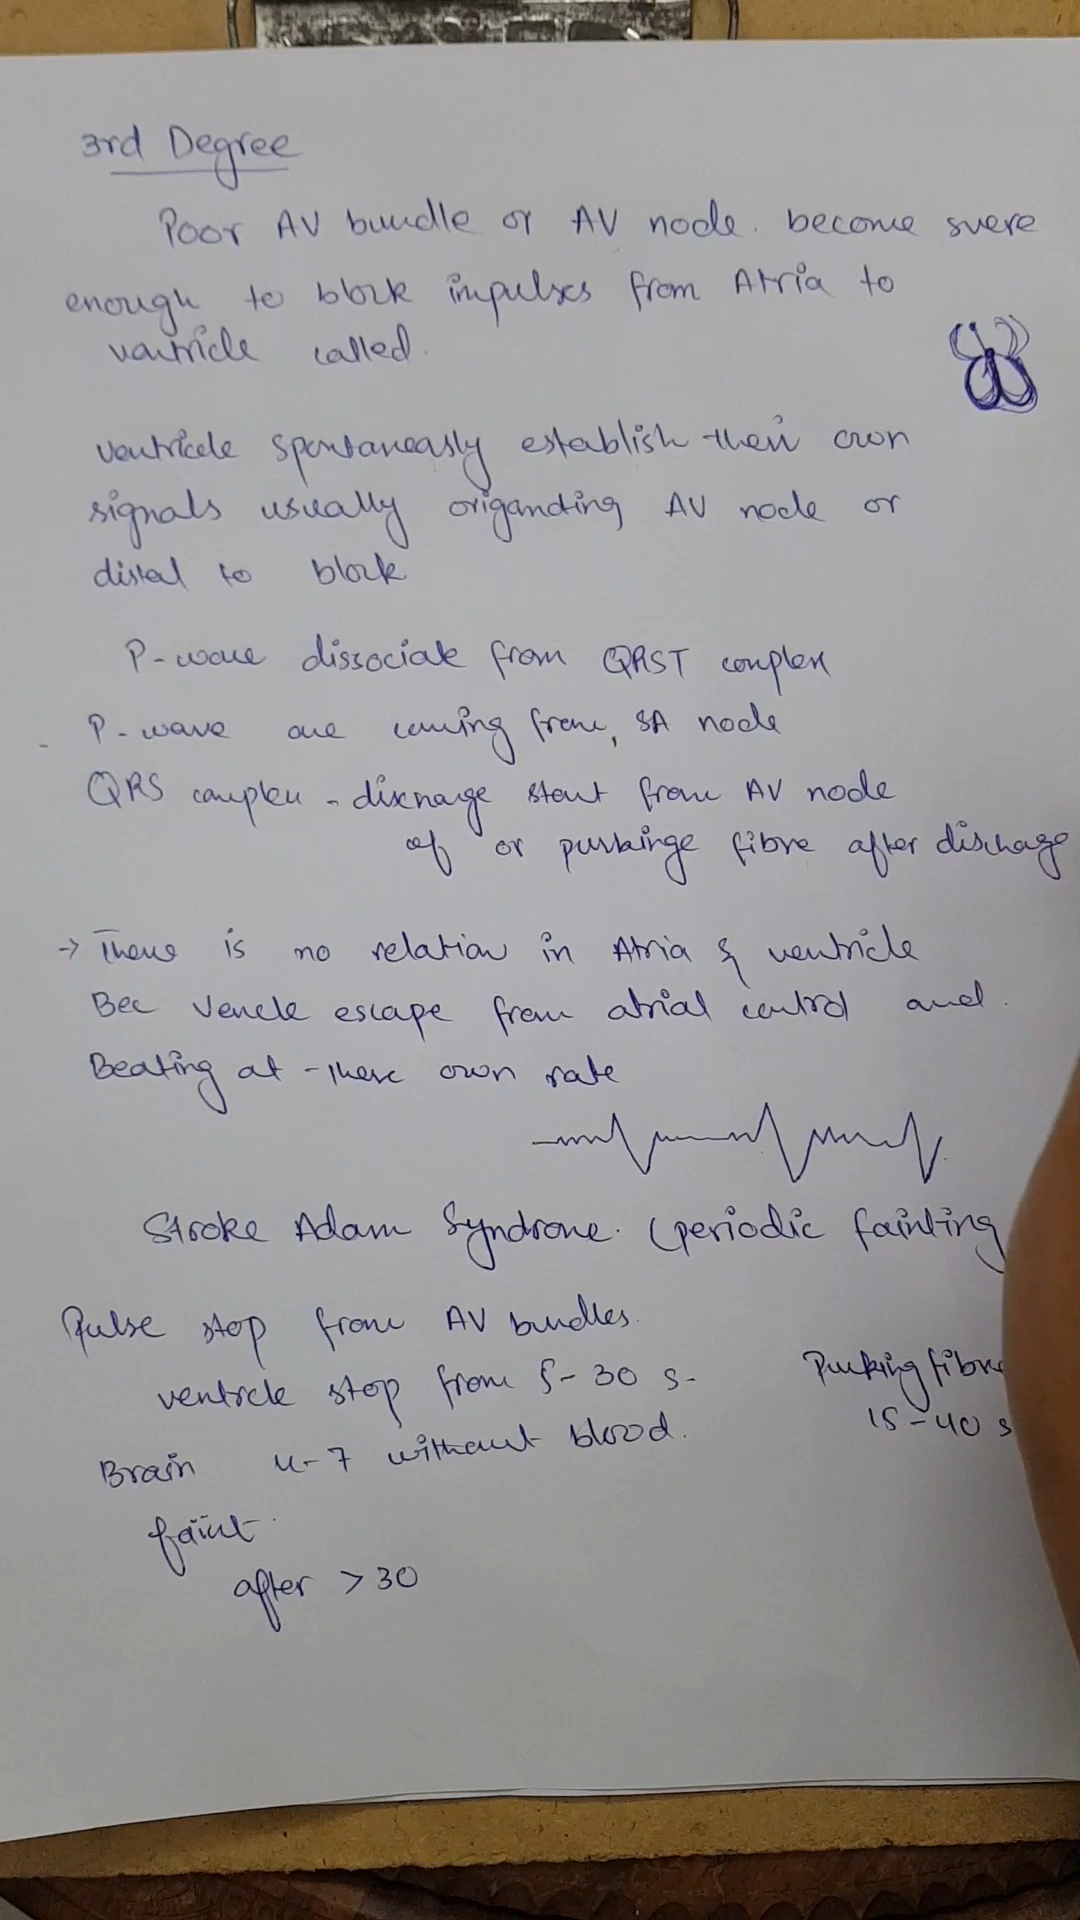 3rd Degree
Poor AV bundle or AV node. become svere
enough to block impulses from Atria to
ventricle called.
ventricle spontaneasly establish their own
signals usually origanding AV node or
distal to block
P-wave dissociate from QRST complex
P-wave are coming from, SA node
QRS complex - discharge start from AV node
of or purkinge fibre after discharge
→ There is no relation in Atria & ventricle
Bec Vencle escape from atrial control and.
Beating at there own rate
Stroke Adam Syndrone. (periodic fainting
Pulse stop from AV bundles.
ventricle stop from 5-30 s-
Purking fibre
15-40 s
Brain 4-7 without blood.
faint.
after >30